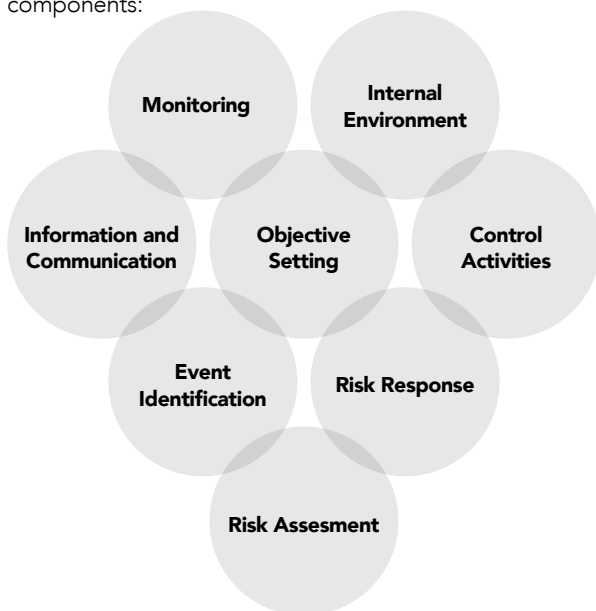 components:
Monitoring
Internal
Environment
Information and
Communication
Objective
Setting
Control
Activities
Event
Identification
Risk Response
Risk Assesment